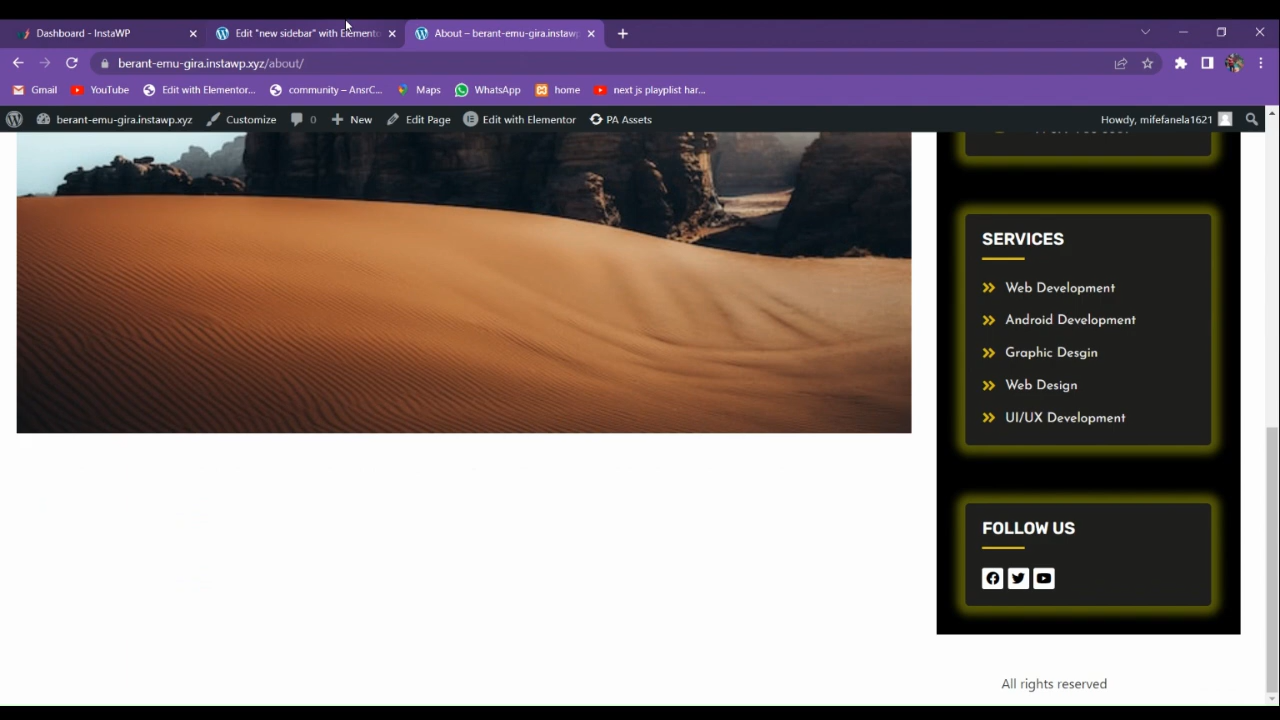 Dashboard - InstaWP
Edit "new sidebar" with Elemento
About – berant-emu-gira.instawp
berant-emu-gira.instawp.xyz/about/
Gmail
YouTube
Edit with Elementor...
community – AnsrC...
Maps
WhatsApp
home
next js playplist har...
berant-emu-gira.instawp.xyz
Customize
0
New
Edit Page
Edit with Elementor
PA Assets
Howdy, mifefanela1621
SERVICES
Web Development
Android Development
Graphic Desgin
Web Design
UI/UX Development
FOLLOW US
All rights reserved